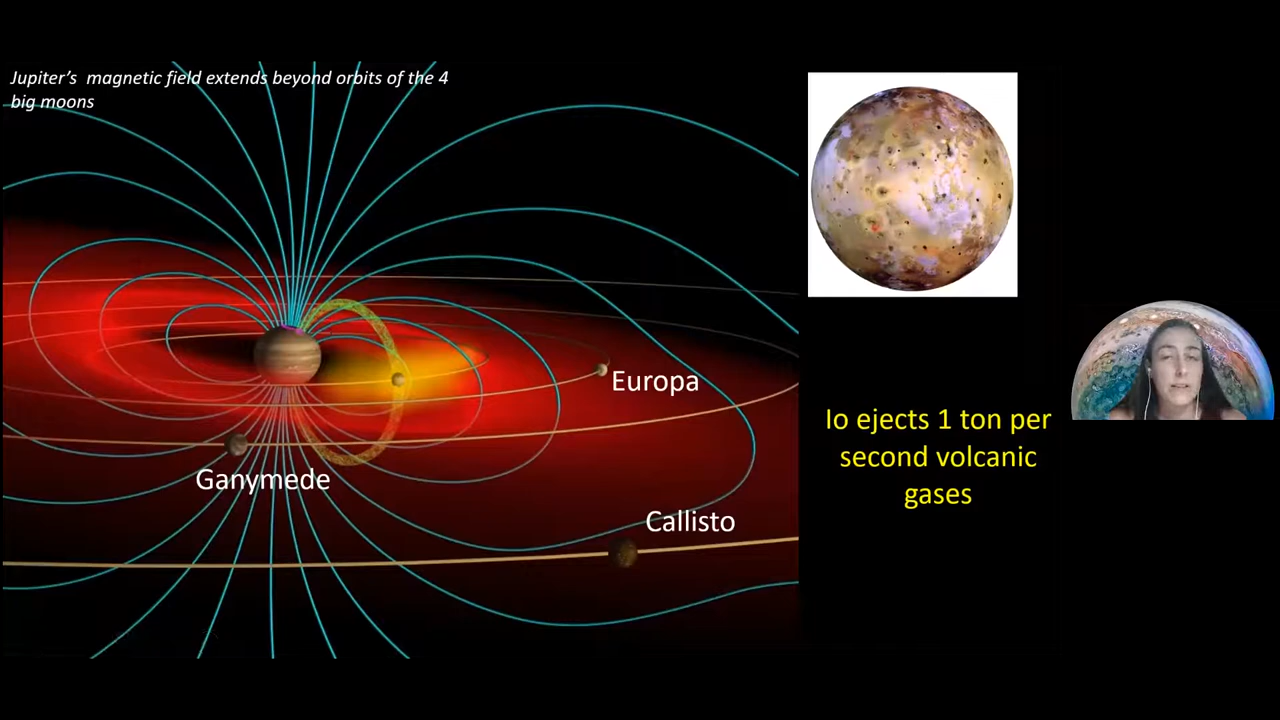 Jupiter's  magnetic field extends beyond orbits of the 4
big moons
Europa
Io ejects 1 ton per
second volcanic
gases
Ganymede
Callisto